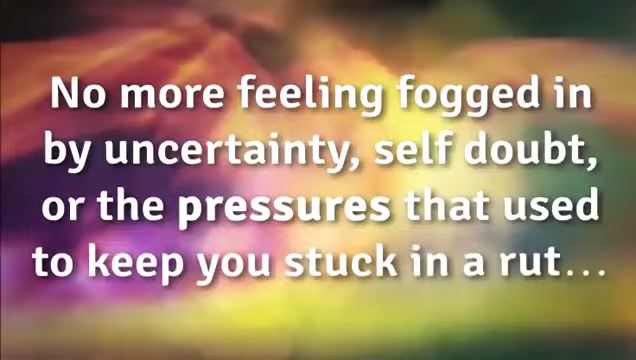 No more feeling fogged in
by uncertainty, self doubt,
or the pressures that used
to keep you stuck in a rut...